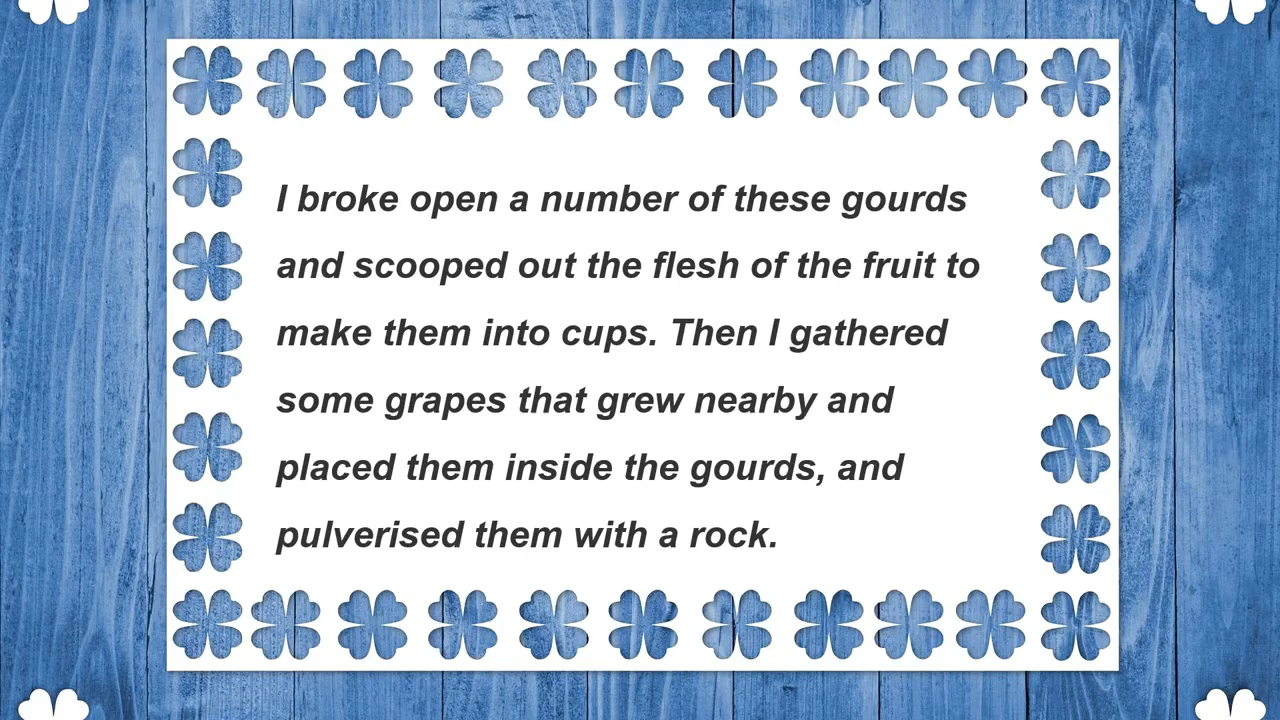 I broke open a number of these gourds
and scooped out the flesh of the fruit to
make them into cups. Then I gathered
some grapes that grew nearby and
placed them inside the gourds, and
pulverised them with a rock.